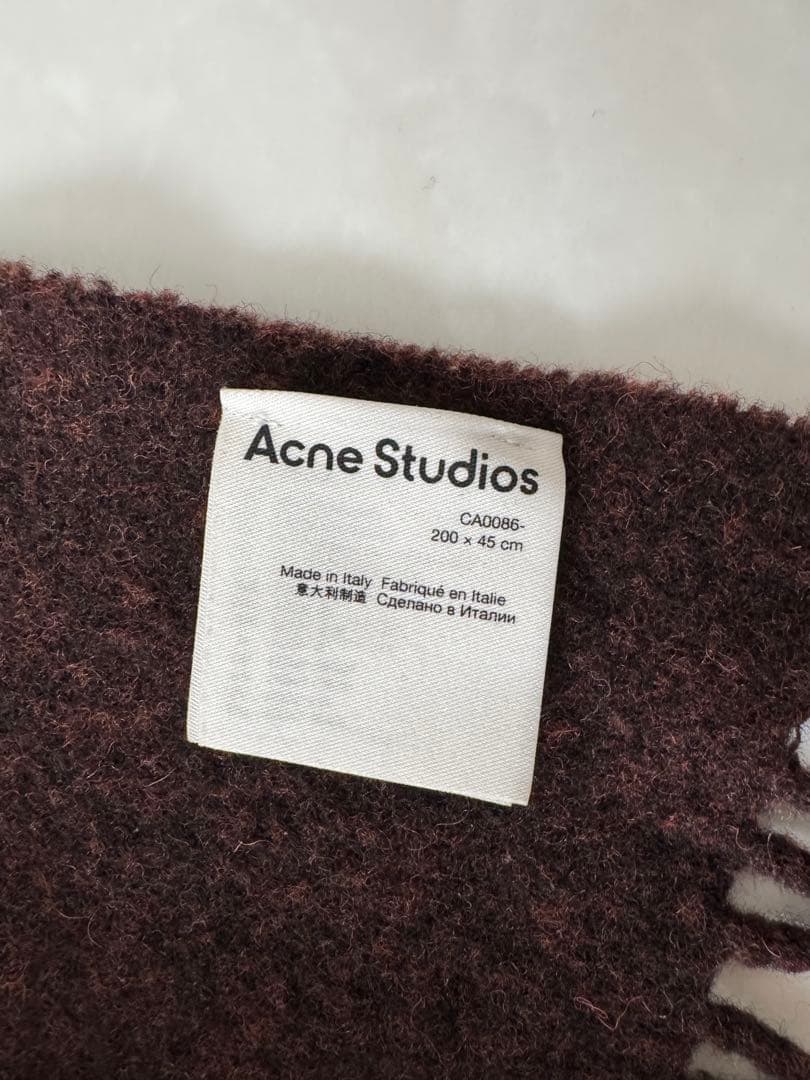 Acne Studios
CA0086-
200 × 45 cm
Made in Italy Fabriqué en Italie
意大利制造 Сделано в Италии